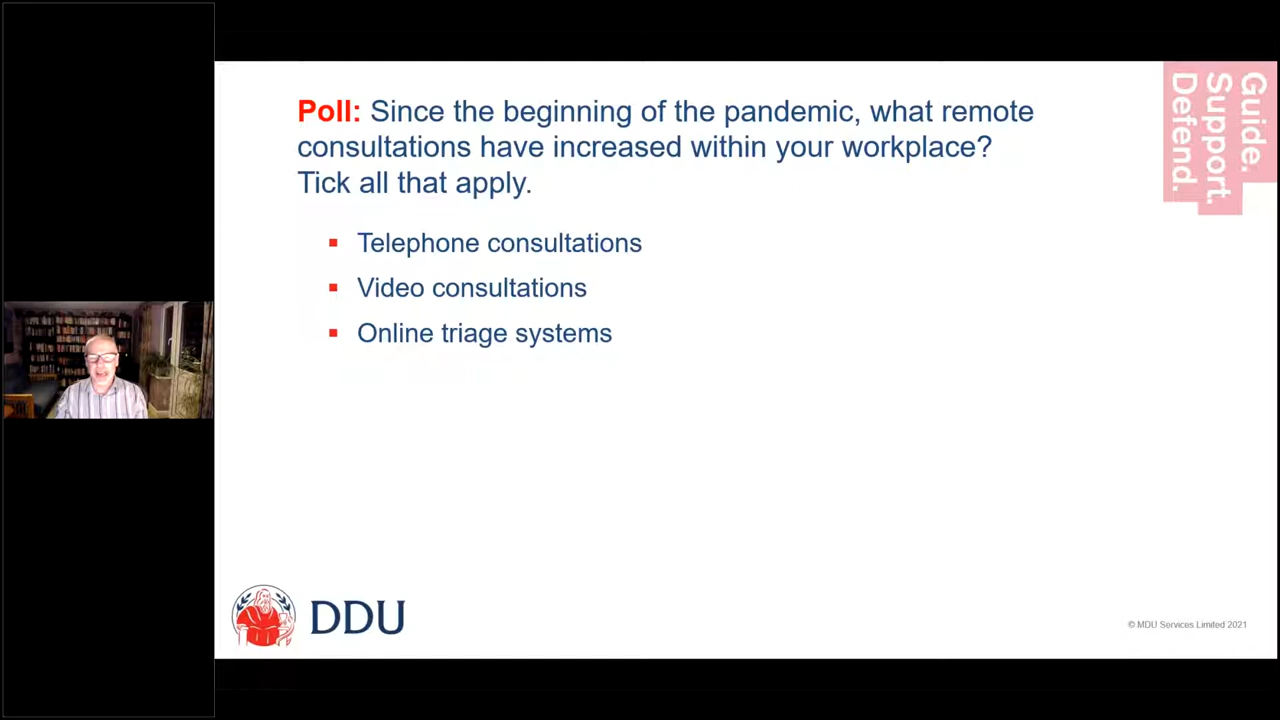 Poll: Since the beginning of the pandemic, what remote
consultations have increased within your workplace?
Tick all that apply.
▪ Telephone consultations
▪ Video consultations
▪ Online triage systems
Guide.
Support.
Defend.
DDU
© MDU Services Limited 2021